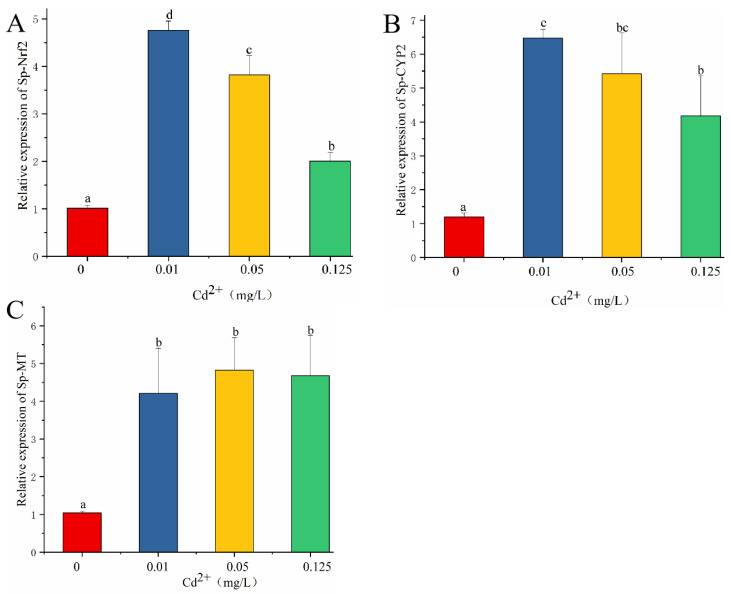 A
Relative expression of Sp-Nrf2
5
4
3
2
1
0
a
d
c
b
0
0.01
0.05
0.125
Cd2+（mg/L）
B
Relative expression of Sp-CYP2
7
6
5
4
3
2
1
0
a
c
bc
b
0
0.01
0.05
0.125
Cd2+（mg/L）
C
Relative expression of Sp-MT
6
5
4
3
2
1
0
a
b
b
b
0
0.01
0.05
0.125
Cd2+（mg/L）